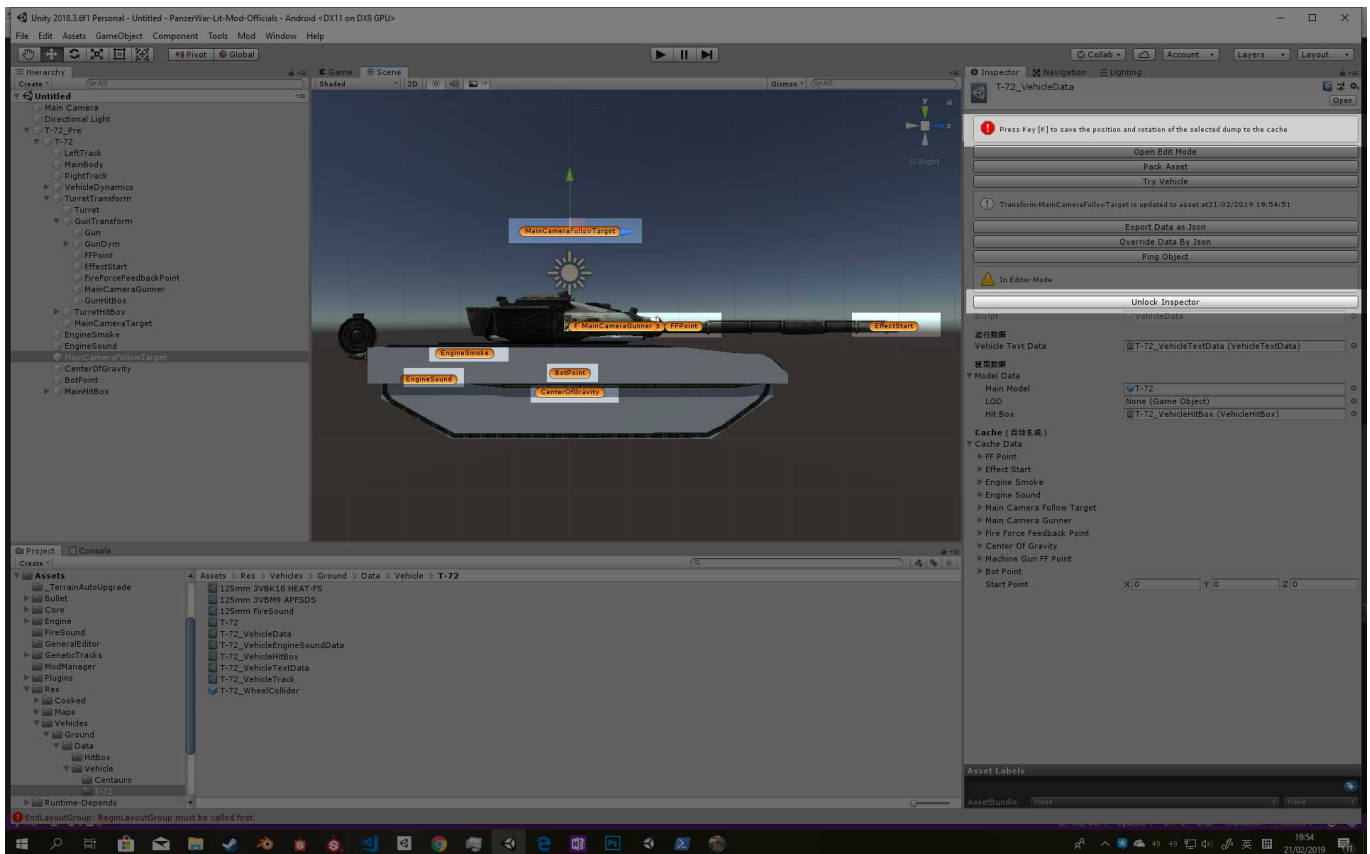 Unity 2018.3.6f1 Personal - Untitled - PanzerWar-Lit-Mod-Officials - Android <DX11 on DX9 GPU>
File Edit Assets GameObject Component Tools Mod Window Help
Pivot Global
Collab Account Layers Layout
Hierarchy
Create All
Untitled
Main Camera
Directional Light
T-72_Pre
T-72
LeftTrack
MainBody
RightTrack
VehicleDynamics
TurretTransform
Turret
GunTransform
Gun
GunDym
FFPoint
EffectStart
FireForceFeedbackPoint
MainCameraGunner
GunHitBox
TurretHitBox
MainCameraTarget
EngineSmoke
EngineSound
MainCameraFollowTarget
CenterOfGravity
BotPoint
MainHitBox
Game Scene
Shaded 2D Gizmos All
y
z
Right
MainCameraFollowTarget
F MainCameraGunner t FFPoint EffectStart
EngineSmoke
BotPoint
EngineSound
CenterOfGravity
Inspector Navigation Lighting
T-72_VehicleData
Open
Press Key [K] to save the position and rotation of the selected dump to the cache
Open Edit Mode
Pack Asset
Try Vehicle
Transform:MainCameraFollowTarget is updated to asset at21/02/2019 19:54:51
Export Data as Json
Override Data By Json
Ping Object
In Editor Mode
Unlock Inspector
Script VehicleData
运行数据
Vehicle Text Data T-72_VehicleTextData (VehicleTextData)
模型数据
Model Data
Main Model T-72
LOD None (Game Object)
Hit Box T-72_VehicleHitBox (VehicleHitBox)
Cache (自动生成)
Cache Data
FF Point
Effect Start
Engine Smoke
Engine Sound
Main Camera Follow Target
Main Camera Gunner
Fire Force Feedback Point
Center Of Gravity
Machine Gun FF Point
Bot Point
Start Point X 0 Y 0 Z 0
Asset Labels
AssetBundle None None
Project Console
Create
Assets
_TerrainAutoUpgrade
Bullet
Core
Engine
FireSound
GeneralEditor
GeneticTracks
ModManager
Plugins
Res
Cooked
Maps
Vehicles
Ground
Data
HitBox
Vehicle
Centauro
T-72
Runtime-Depends
Assets > Res > Vehicles > Ground > Data > Vehicle > T-72
125mm 3VBK10 HEAT-FS
125mm 3VBM9 APFSDS
125mm FireSound
T-72
T-72_VehicleData
T-72_VehicleEngineSoundData
T-72_VehicleHitBox
T-72_VehicleTextData
T-72_VehicleTrack
T-72_WheelCollider
EndLayoutGroup: BeginLayoutGroup must be called first.
49 49 英 19:54
21/02/2019